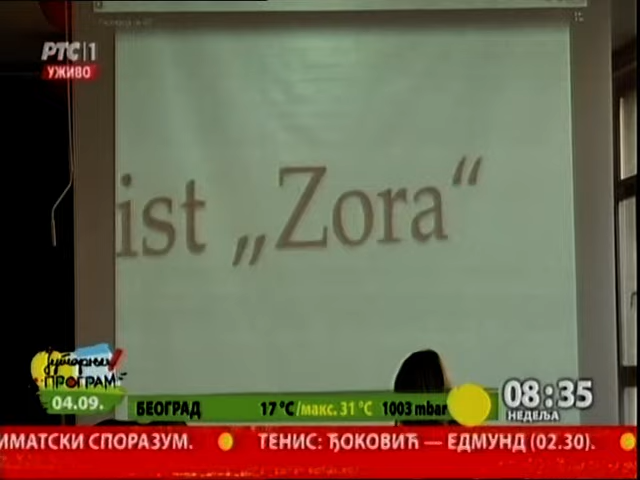 РТС|1
УЖИВО
ist „Zora“
Јутарњи
ПРОГРАМ
04.09.
БЕОГРАД 17 °C/макс. 31 °C 1003 mbar
08:35
НЕДЕЉА
ИМАТСКИ СПОРАЗУМ. ТЕНИС: ЂОКОВИЋ — ЕДМУНД (02.30).